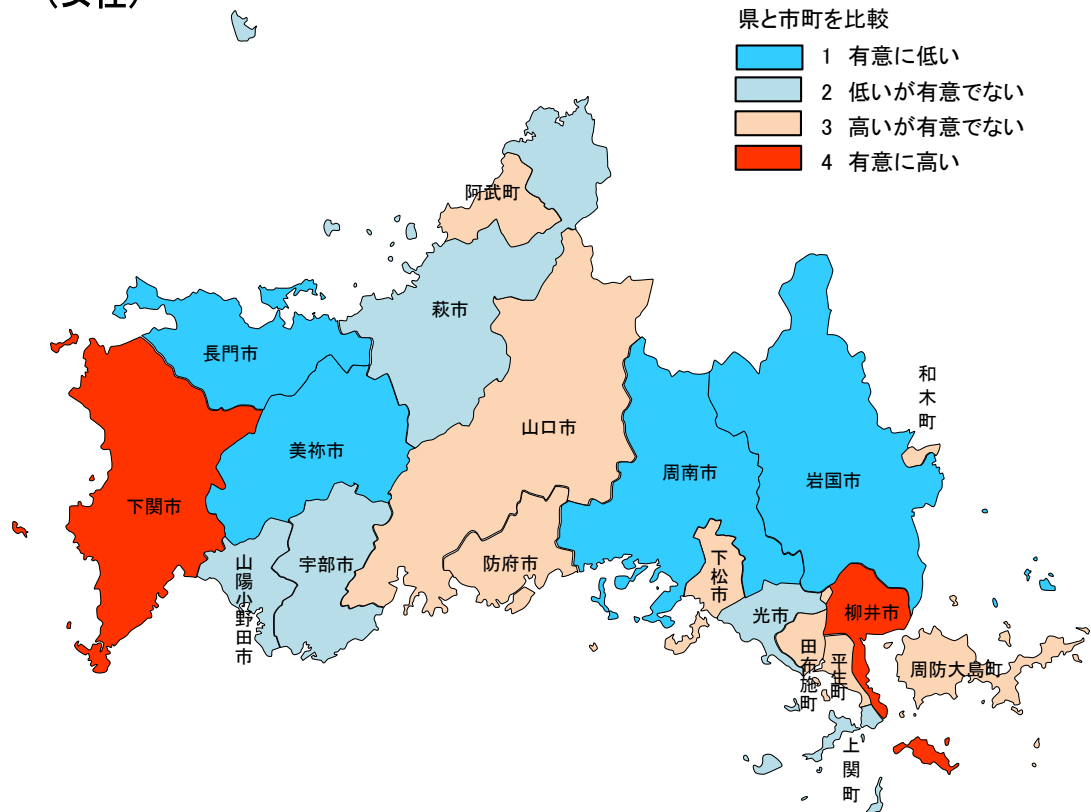 (女性)
県と市町を比較
1 有意に低い
2 低いが有意でない
3 高いが有意でない
4 有意に高い
阿武町
萩市
長門市
和木町
山口市
美祢市
周南市
岩国市
下関市
宇部市
防府市
山陽小野田市
下松市
光市
柳井市
田布施町
平生町
周防大島町
上関町